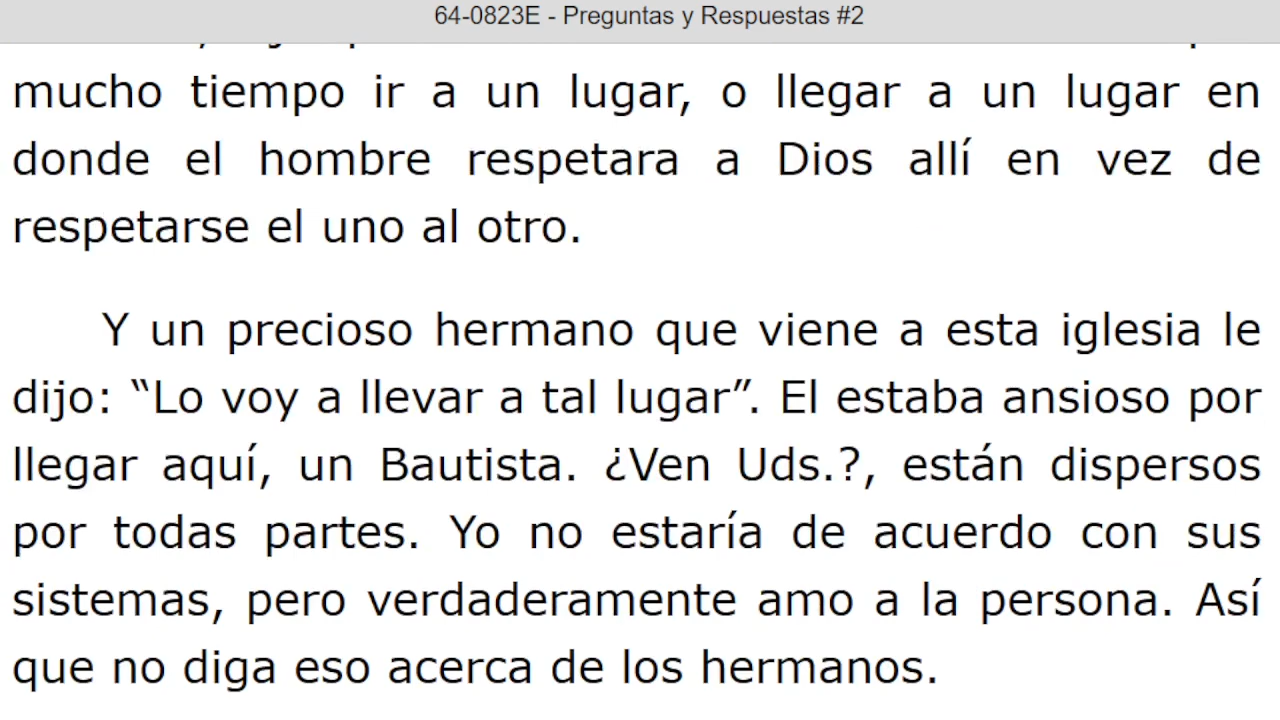 64-0823E - Preguntas y Respuestas #2
mucho tiempo ir a un lugar, o llegar a un lugar en
donde el hombre respetara a Dios allí en vez de
respetarse el uno al otro.
Y un precioso hermano que viene a esta iglesia le
dijo: “Lo voy a llevar a tal lugar”. El estaba ansioso por
llegar aquí, un Bautista. ¿Ven Uds.?, están dispersos
por todas partes. Yo no estaría de acuerdo con sus
sistemas, pero verdaderamente amo a la persona. Así
que no diga eso acerca de los hermanos.